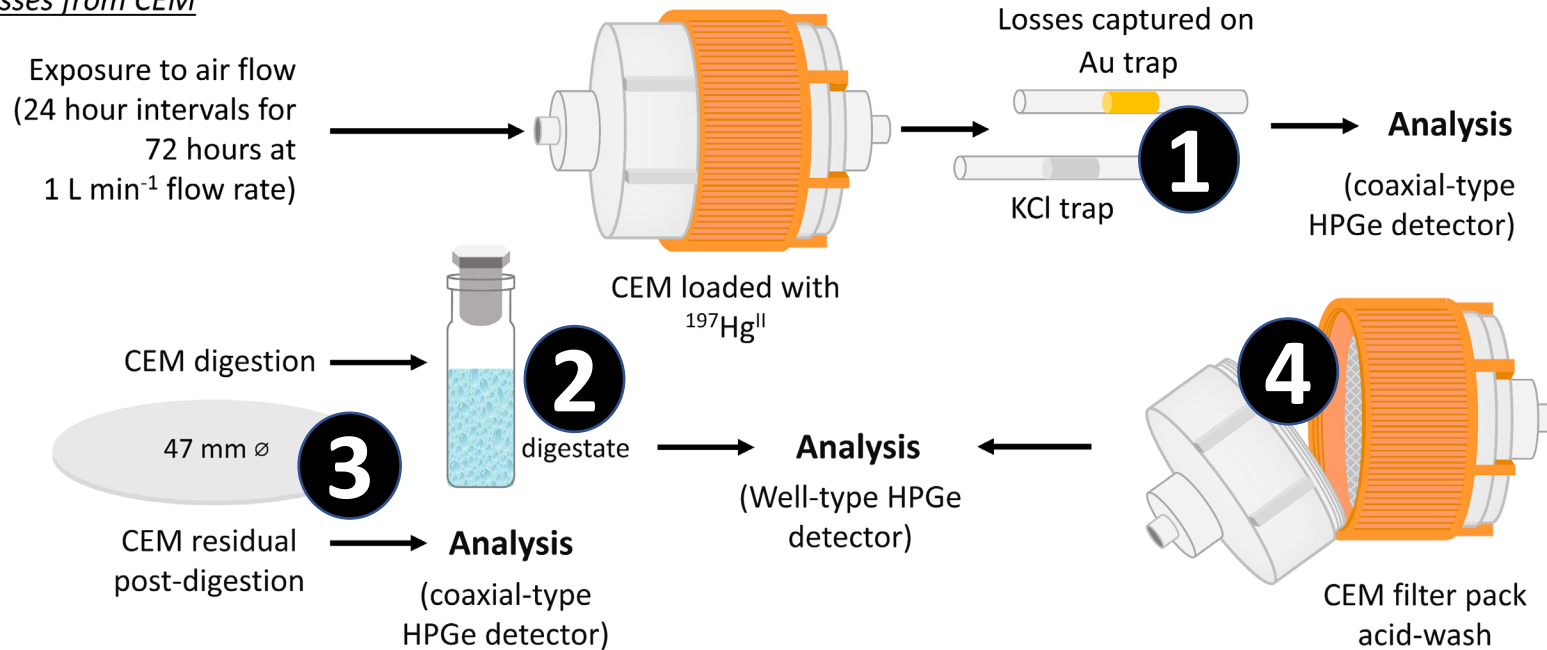 from CEM
Exposure to air flow
(24 hour intervals for
72 hours at
1 L min⁻¹ flow rate)
CEM loaded with
¹⁹⁷Hgᴵᴵ
Losses captured on
Au trap
1
KCl trap
Analysis
(coaxial-type
HPGe detector)
CEM digestion
2
digestate
47 mm ⌀
3
CEM residual
post-digestion
Analysis
(coaxial-type
HPGe detector)
Analysis
(Well-type HPGe
detector)
4
CEM filter pack
acid-wash